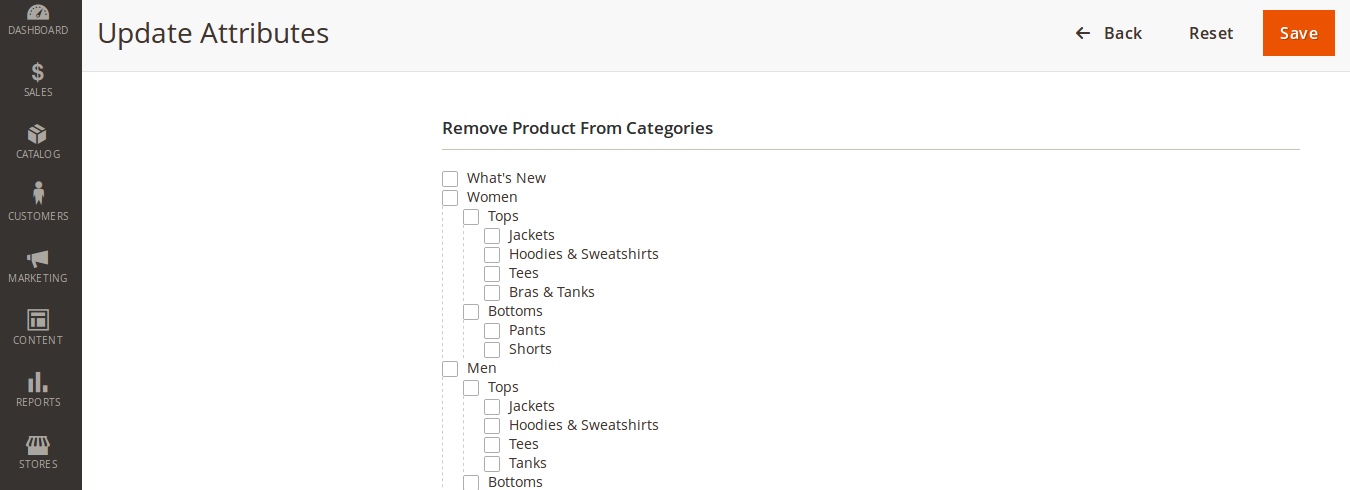 DASHBOARD
SALES
CATALOG
CUSTOMERS
MARKETING
CONTENT
REPORTS
STORES
Update Attributes
Back
Reset
Save
Remove Product From Categories
What's New
Women
Tops
Jackets
Hoodies & Sweatshirts
Tees
Bras & Tanks
Bottoms
Pants
Shorts
Men
Tops
Jackets
Hoodies & Sweatshirts
Tees
Tanks
Bottoms